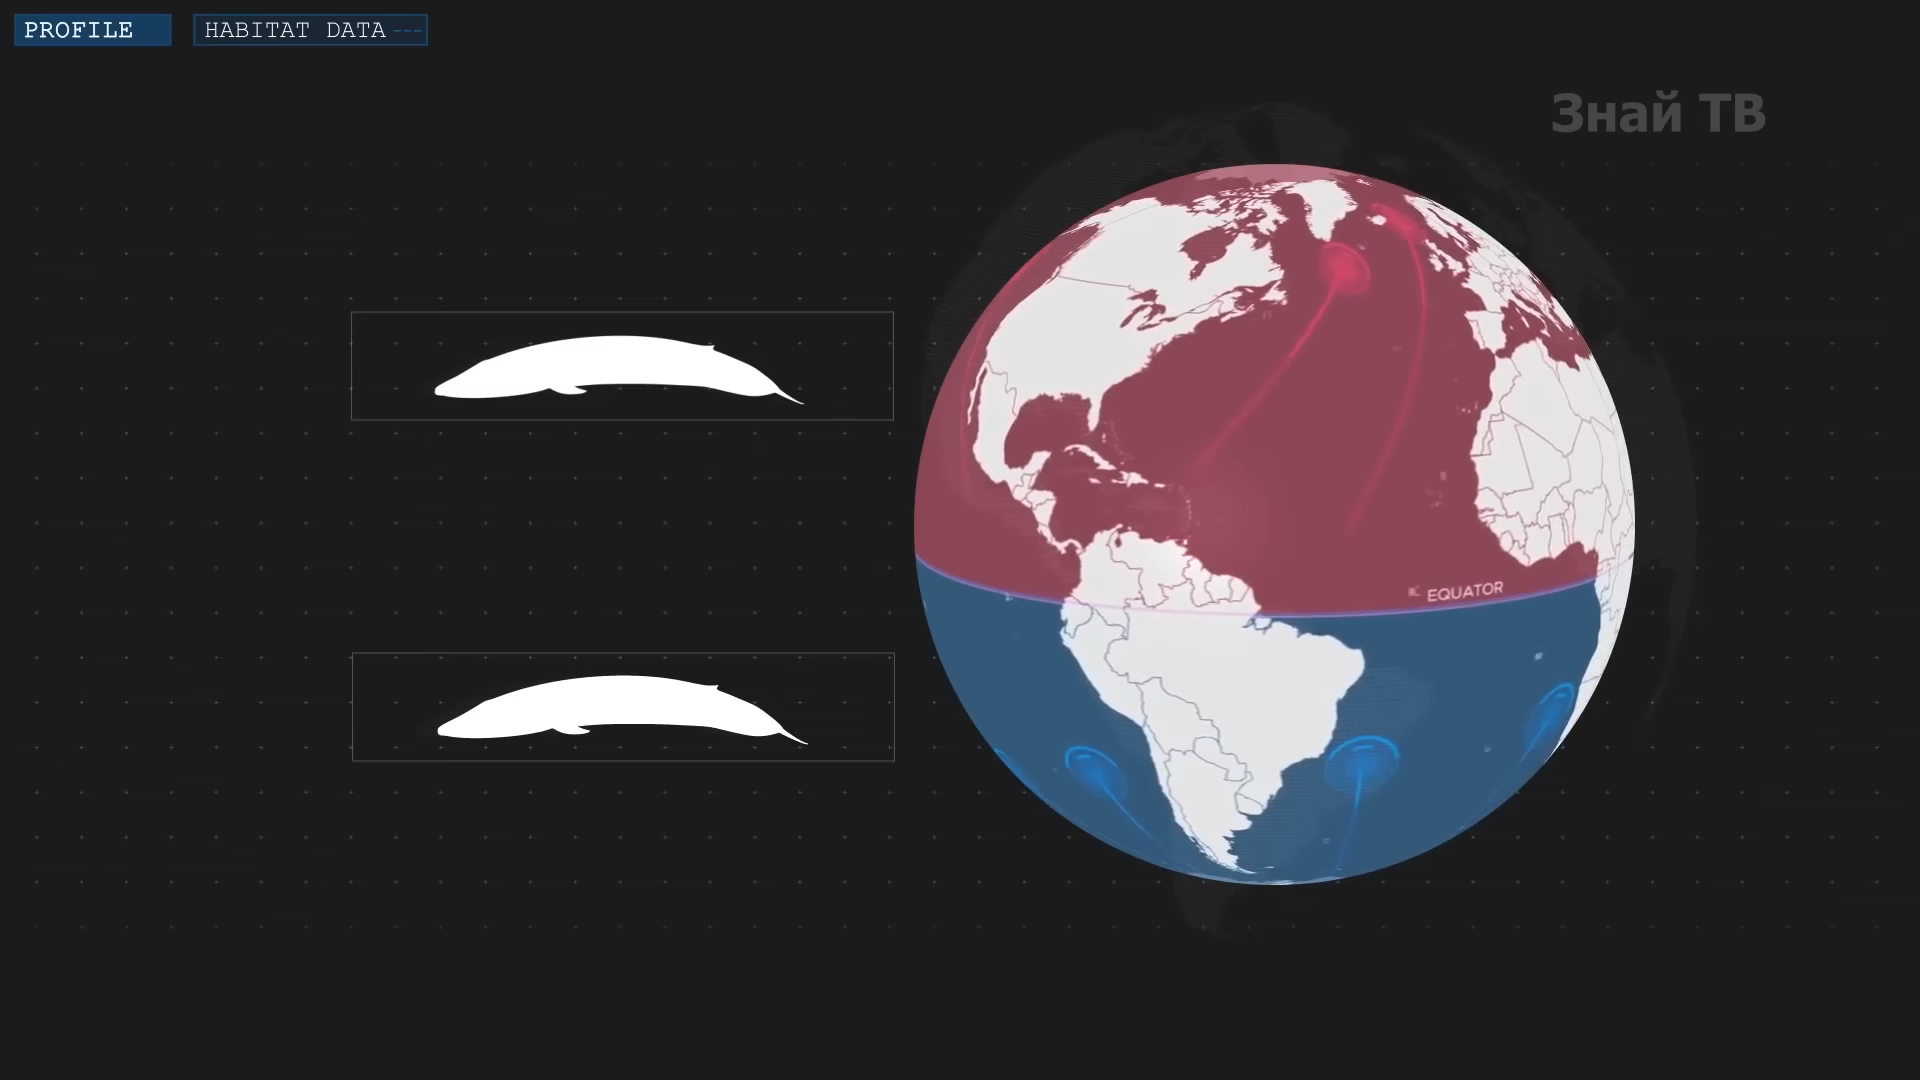 PROFILE
HABITAT DATA ---
Знай ТВ
EQUATOR